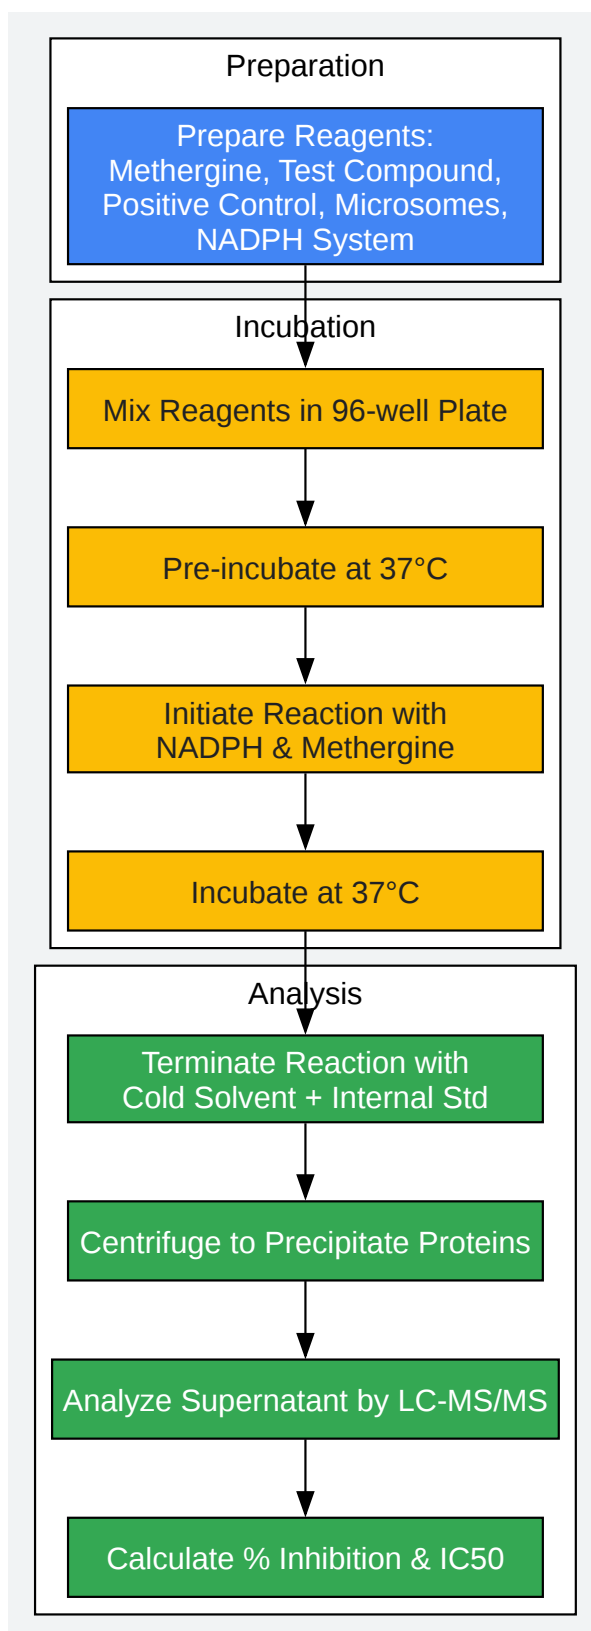 Preparation
Prepare Reagents:
Methergine, Test Compound,
Positive Control, Microsomes,
NADPH System
Incubation
Mix Reagents in 96-well Plate
Pre-incubate at 37°C
Initiate Reaction with
NADPH & Methergine
Incubate at 37°C
Analysis
Terminate Reaction with
Cold Solvent + Internal Std
Centrifuge to Precipitate Proteins
Analyze Supernatant by LC-MS/MS
Calculate % Inhibition & IC50